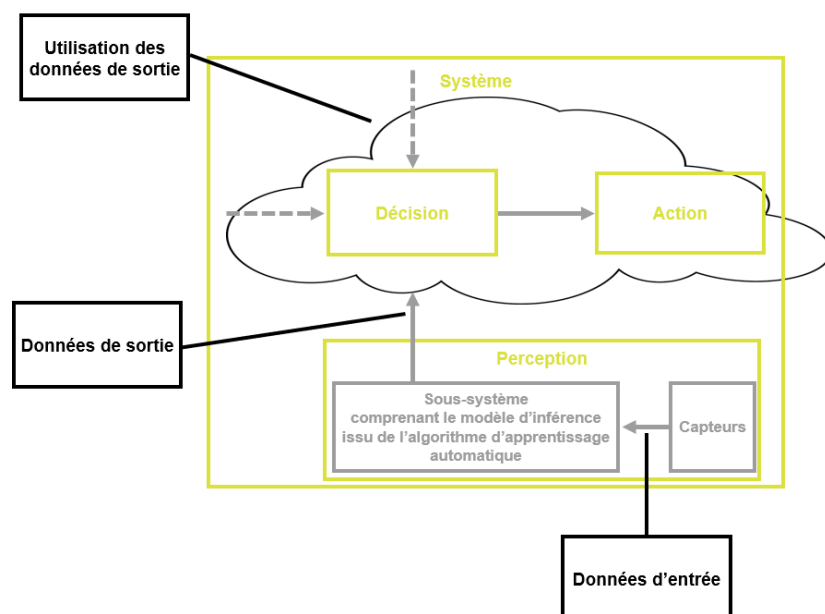 Utilisation des
données de sortie
Système
Décision
Action
Données de sortie
Perception
Sous-système
comprenant le modèle d’inférence
issu de l’algorithme d’apprentissage
automatique
Capteurs
Données d’entrée